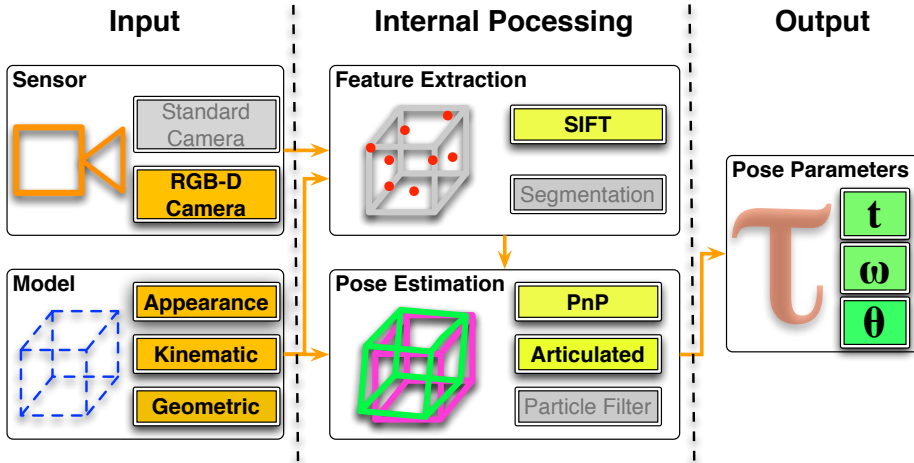 Input
Internal Pocessing
Output
Sensor
Standard
Camera
RGB-D
Camera
Model
Appearance
Kinematic
Geometric
Feature Extraction
SIFT
Segmentation
Pose Estimation
PnP
Articulated
Particle Filter
Pose Parameters
τ
t
ω
θ